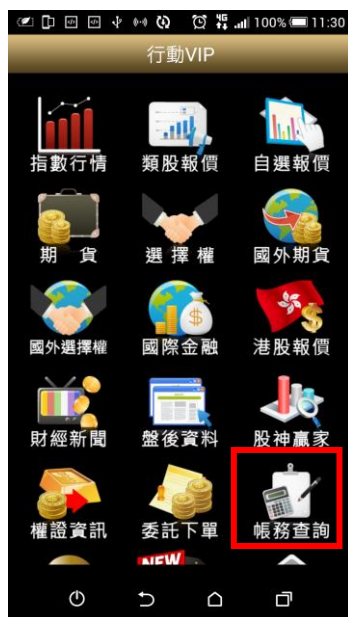 4G 100% 11:30
行動VIP
指數行情 類股報價 自選報價
期 貨 選 擇 權 國外期貨
國外選擇權 國際金融 港股報價
財經新聞 盤後資料 股神贏家
權證資訊 委託下單 帳務查詢
NEW